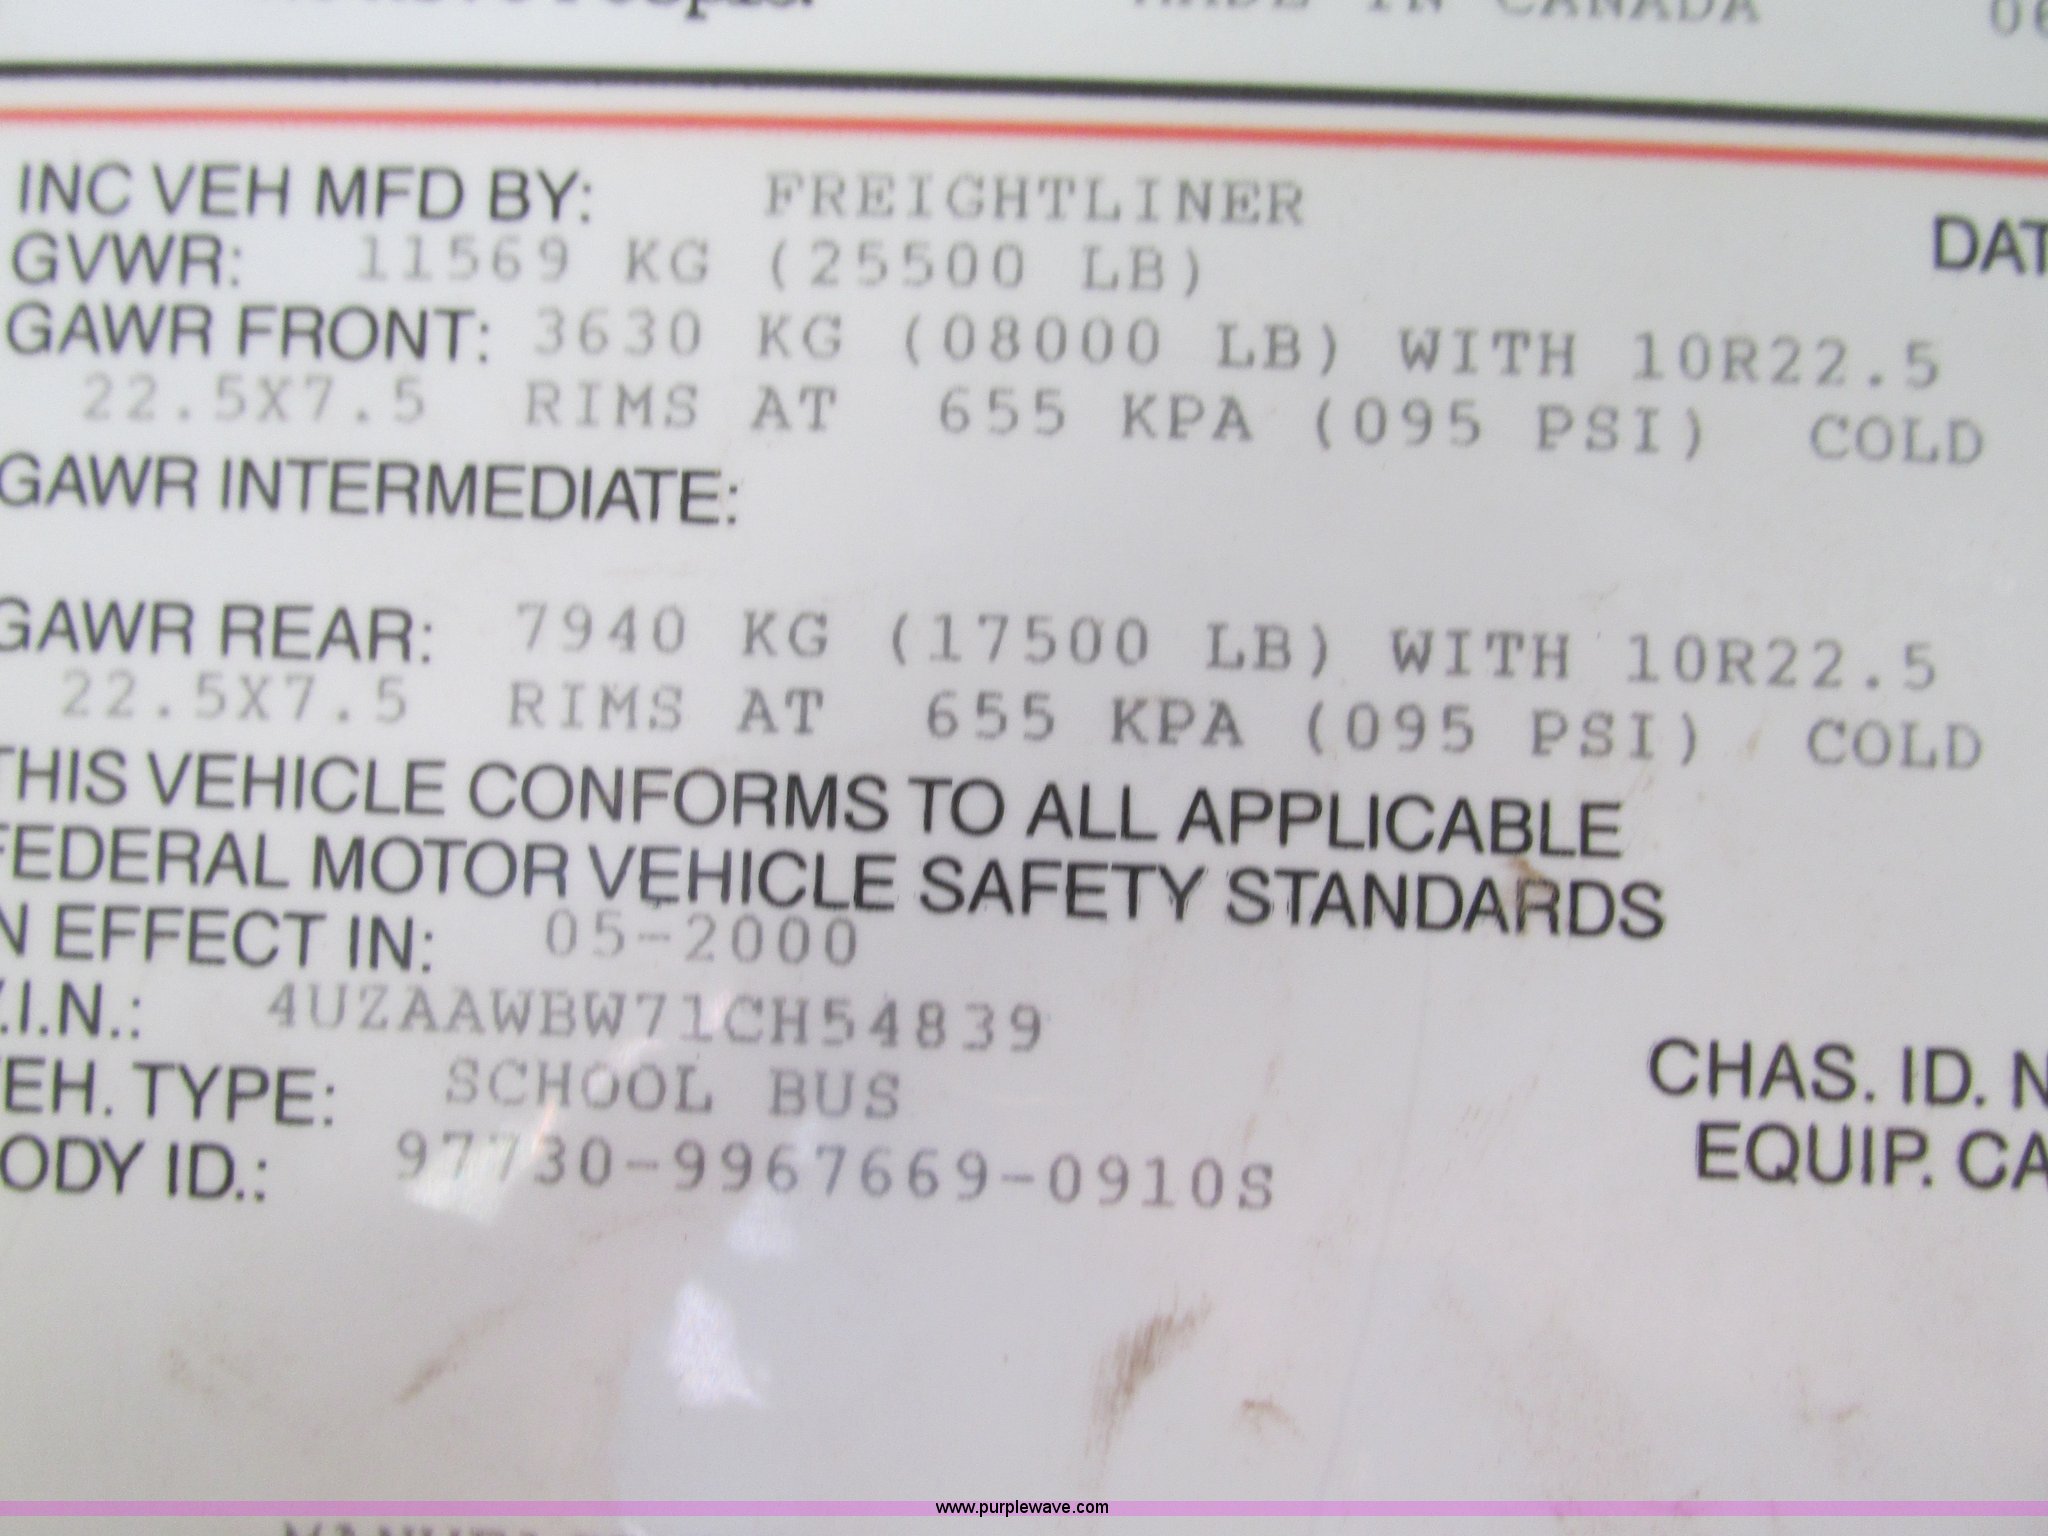 MADE IN CANADA
INC VEH MFD BY: FREIGHTLINER
GVWR: 11569 KG (25500 LB) DAT
GAWR FRONT: 3630 KG (08000 LB) WITH 10R22.5
22.5X7.5 RIMS AT 655 KPA (095 PSI) COLD
GAWR INTERMEDIATE:
GAWR REAR: 7940 KG (17500 LB) WITH 10R22.5
22.5X7.5 RIMS AT 655 KPA (095 PSI) COLD
THIS VEHICLE CONFORMS TO ALL APPLICABLE
FEDERAL MOTOR VEHICLE SAFETY STANDARDS
N EFFECT IN: 05-2000
.I.N.: 4UZAAWBW71CH54839
EH. TYPE: SCHOOL BUS CHAS. ID. N
ODY ID.: 97730-9967669-0910S EQUIP. CA
www.purplewave.com